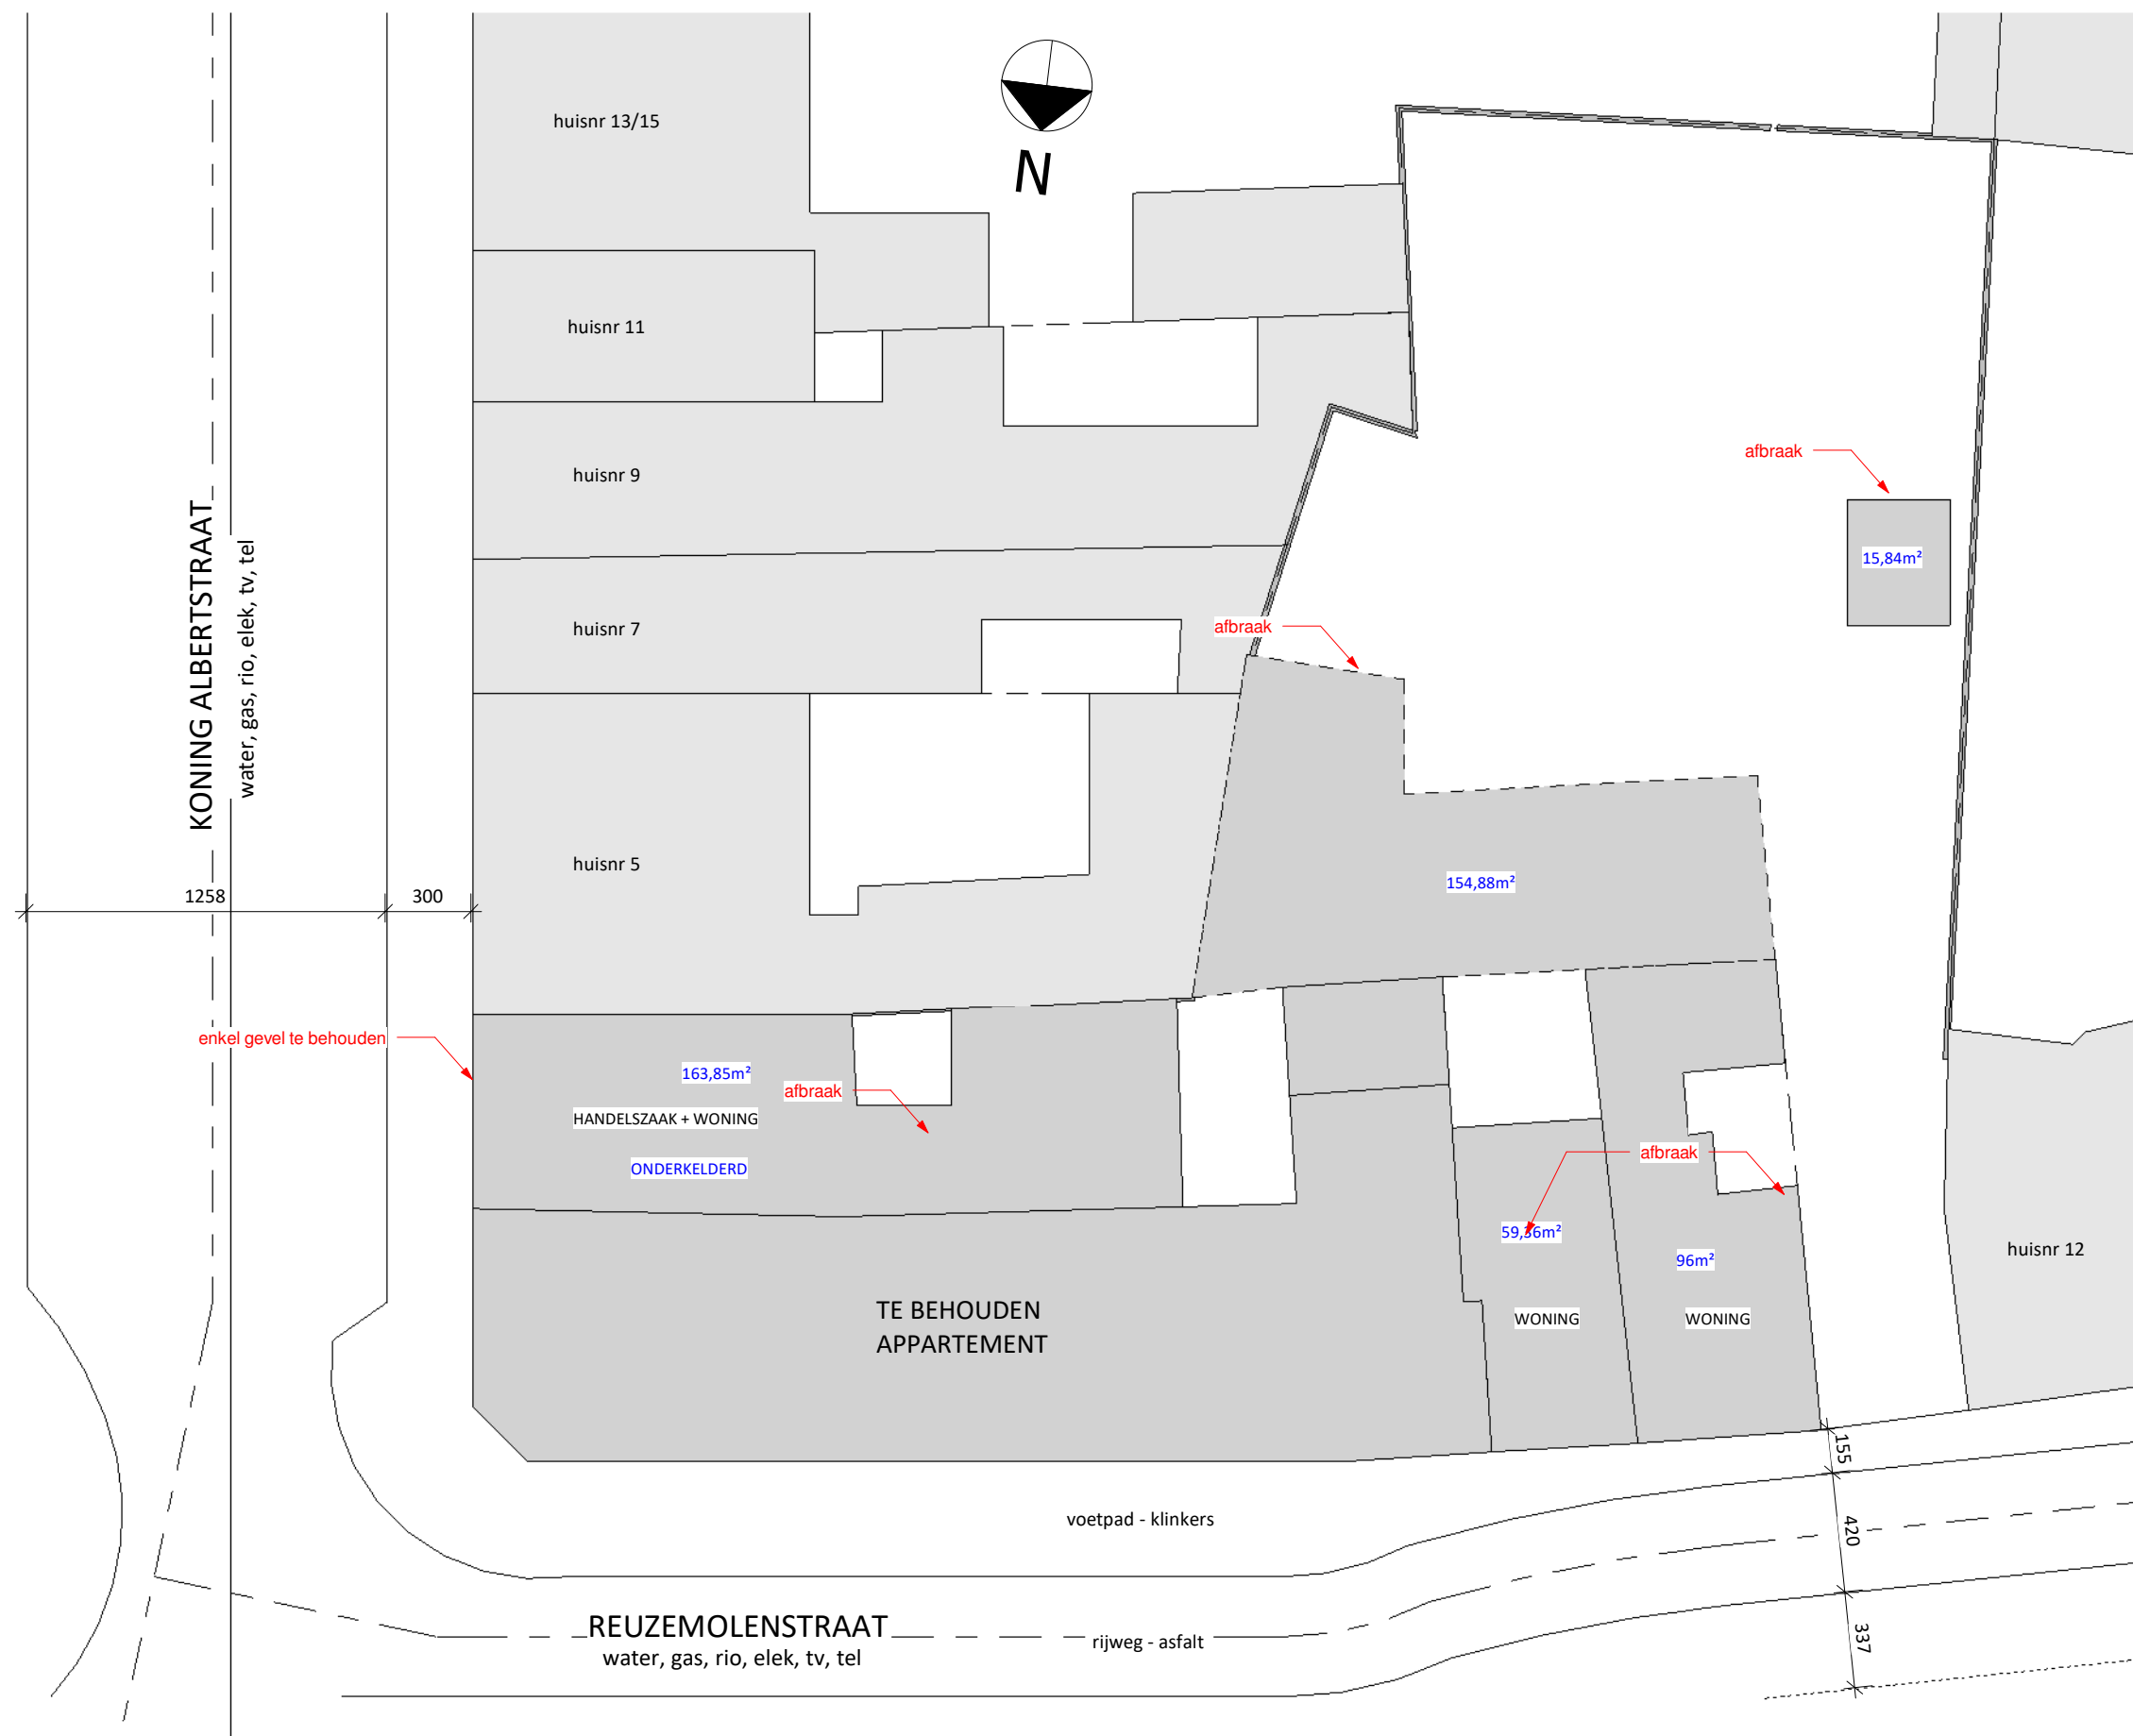 huisnr 13/15
N
huisnr 11
huisnr 9
afbraak
15,84m²
KONING ALBERTSTRAAT
water, gas, rio, elek, tv, tel
huisnr 7
afbraak
huisnr 5
154,88m²
1258
300
enkel gevel te behouden
163,85m²
afbraak
HANDELSZAAK + WONING
ONDERKELDERD
afbraak
59,36m²
96m²
huisnr 12
TE BEHOUDEN
APPARTEMENT
WONING
WONING
155
420
337
voetpad - klinkers
REUZEMOLENSTRAAT
water, gas, rio, elek, tv, tel
rijweg - asfalt